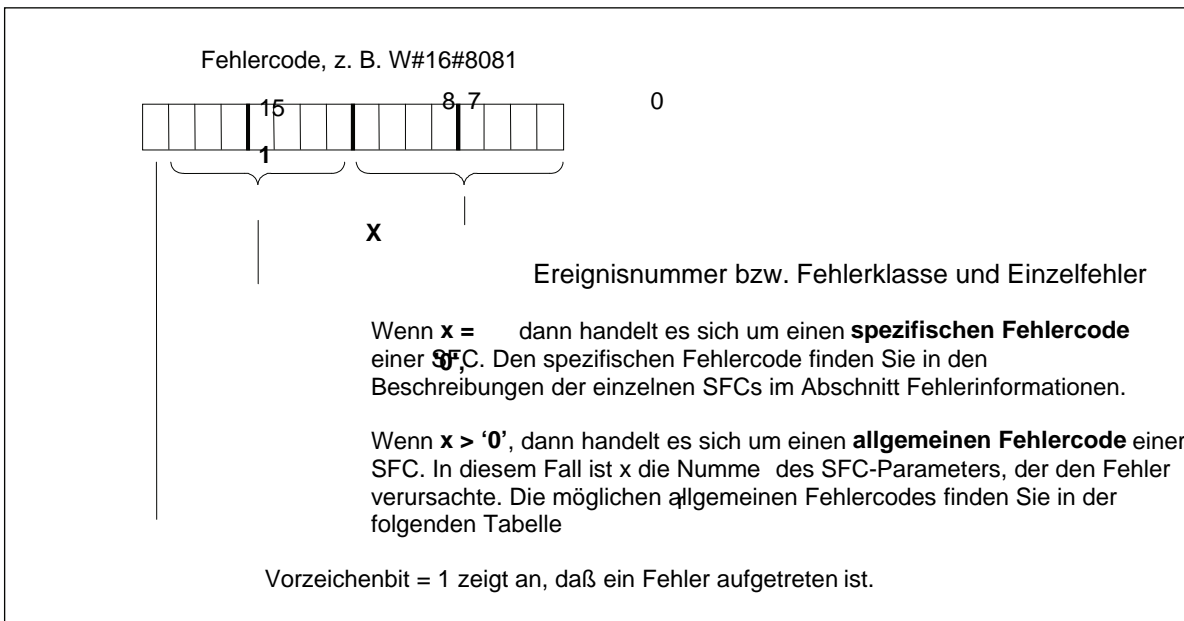 Fehlercode, z. B. W#16#8081
15 8 7 0
1
X
Ereignisnummer bzw. Fehlerklasse und Einzelfehler
Wenn x = '0', dann handelt es sich um einen spezifischen Fehlercode
einer SFC. Den spezifischen Fehlercode finden Sie in den
Beschreibungen der einzelnen SFCs im Abschnitt Fehlerinformationen.
Wenn x > ‘0’, dann handelt es sich um einen allgemeinen Fehlercode einer
SFC. In diesem Fall ist x die Numme des SFC-Parameters, der den Fehler
verursachte. Die möglichen allgemeinen Fehlercodes finden Sie in der
folgenden Tabelle
Vorzeichenbit = 1 zeigt an, daß ein Fehler aufgetreten ist.